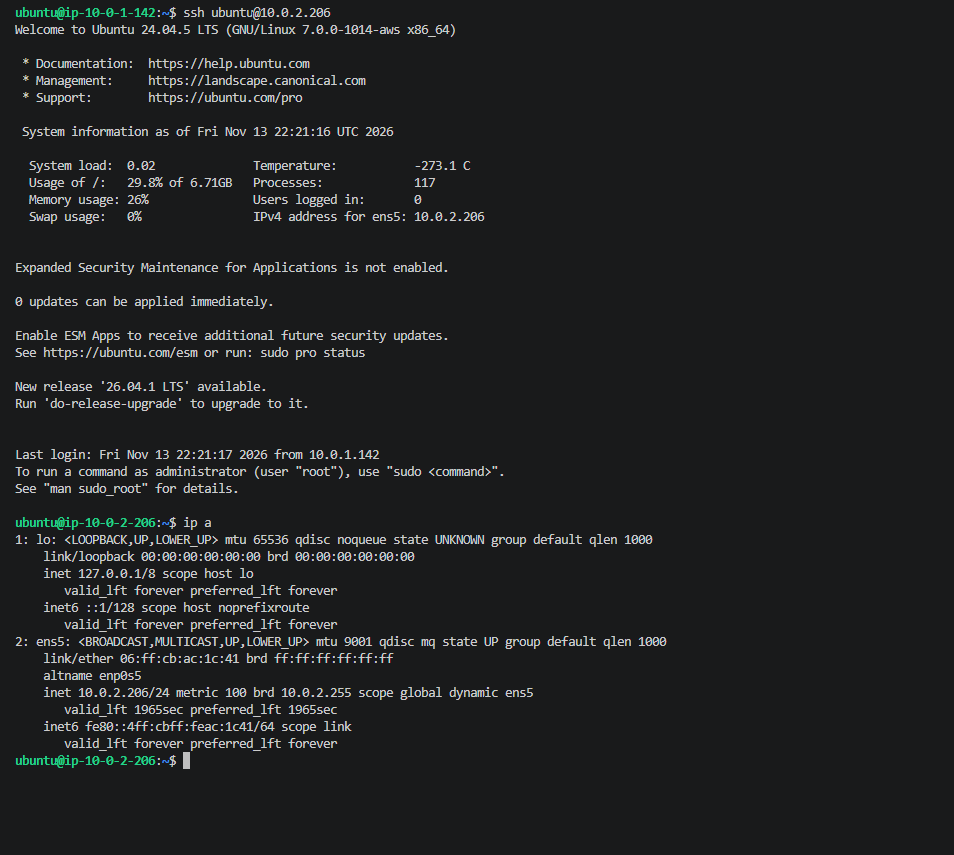 ubuntu@ip-10-0-1-142:~$ ssh ubuntu@10.0.2.206
Welcome to Ubuntu 24.04.5 LTS (GNU/Linux 7.0.0-1014-aws x86_64)

 * Documentation:  https://help.ubuntu.com
 * Management:     https://landscape.canonical.com
 * Support:        https://ubuntu.com/pro

 System information as of Fri Nov 13 22:21:16 UTC 2026

  System load:  0.02              Temperature:           -273.1 C
  Usage of /:   29.8% of 6.71GB   Processes:             117
  Memory usage: 26%               Users logged in:       0
  Swap usage:   0%                IPv4 address for ens5: 10.0.2.206


Expanded Security Maintenance for Applications is not enabled.

0 updates can be applied immediately.

Enable ESM Apps to receive additional future security updates.
See https://ubuntu.com/esm or run: sudo pro status

New release '26.04.1 LTS' available.
Run 'do-release-upgrade' to upgrade to it.


Last login: Fri Nov 13 22:21:17 2026 from 10.0.1.142
To run a command as administrator (user "root"), use "sudo <command>".
See "man sudo_root" for details.

ubuntu@ip-10-0-2-206:~$ ip a
1: lo: <LOOPBACK,UP,LOWER_UP> mtu 65536 qdisc noqueue state UNKNOWN group default qlen 1000
    link/loopback 00:00:00:00:00:00 brd 00:00:00:00:00:00
    inet 127.0.0.1/8 scope host lo
       valid_lft forever preferred_lft forever
    inet6 ::1/128 scope host noprefixroute
       valid_lft forever preferred_lft forever
2: ens5: <BROADCAST,MULTICAST,UP,LOWER_UP> mtu 9001 qdisc mq state UP group default qlen 1000
    link/ether 06:ff:cb:ac:1c:41 brd ff:ff:ff:ff:ff:ff
    altname enp0s5
    inet 10.0.2.206/24 metric 100 brd 10.0.2.255 scope global dynamic ens5
       valid_lft 1965sec preferred_lft 1965sec
    inet6 fe80::4ff:cbff:feac:1c41/64 scope link
       valid_lft forever preferred_lft forever
ubuntu@ip-10-0-2-206:~$